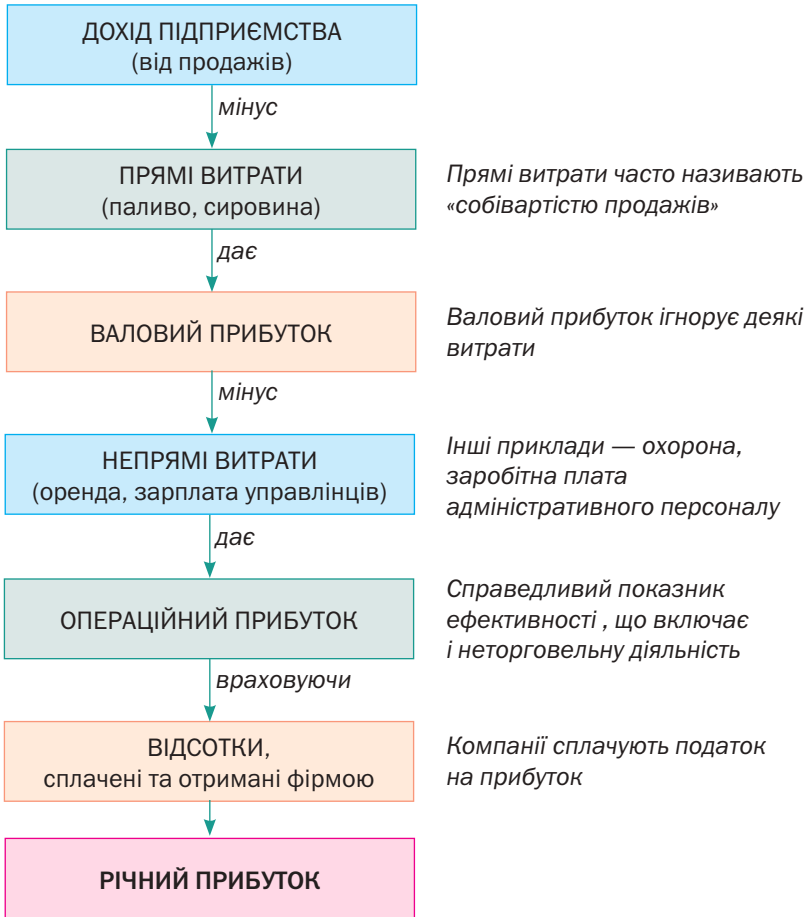 ДОХІД ПІДПРИЄМСТВА
(від продажів)
мінус
ПРЯМІ ВИТРАТИ
(паливо, сировина)
Прямі витрати часто називають
«собівартістю продажів»
дає
ВАЛОВИЙ ПРИБУТОК
Валовий прибуток ігнорує деякі
витрати
мінус
НЕПРЯМІ ВИТРАТИ
(оренда, зарплата управлінців)
Інші приклади — охорона,
заробітна плата
адміністративного персоналу
дає
ОПЕРАЦІЙНИЙ ПРИБУТОК
Справедливий показник
ефективності , що включає
і неторговельну діяльність
враховуючи
ВІДСОТКИ,
сплачені та отримані фірмою
Компанії сплачують податок
на прибуток
РІЧНИЙ ПРИБУТОК